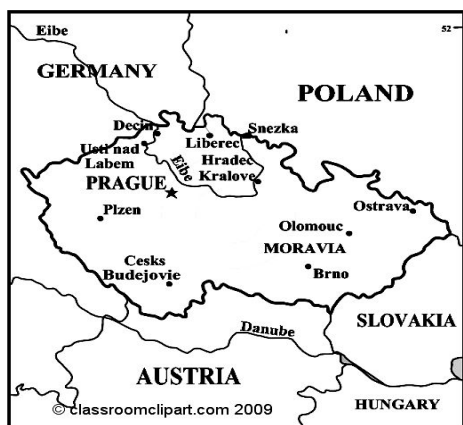 Eibe
52
GERMANY
POLAND
Decin
Usti nad
Labem
Liberec
Snezka
Eibe
Hradec
Kralove
PRAGUE
Plzen
Ostrava
Olomouc
MORAVIA
Cesks
Budejovie
Brno
Danube
SLOVAKIA
AUSTRIA
HUNGARY
© classroomclipart.com 2009